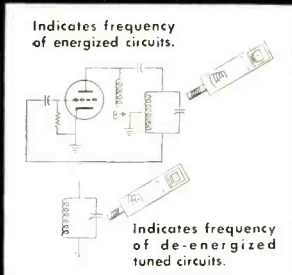 Indicates frequency
of energized circuits.
B+
Indicates frequency
of de-energized
tuned circuits.